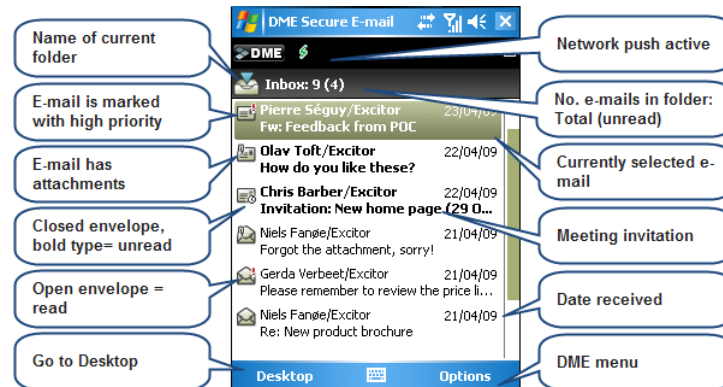 Name of current
folder
E-mail is marked
with high priority
E-mail has
attachments
Closed envelope,
bold type= unread
Open envelope =
read
Go to Desktop
DME Secure E-mail
DME
Inbox: 9 (4)
Pierre Séguy/Excitor 23/04/09
Fw: Feedback from POC
Olav Toft/Excitor 22/04/09
How do you like these?
Chris Barber/Excitor 22/04/09
Invitation: New home page (29 O...
Niels Fanøe/Excitor 21/04/09
Forgot the attachment, sorry!
Gerda Verbeet/Excitor 21/04/09
Please remember to review the price li...
Niels Fanøe/Excitor 21/04/09
Re: New product brochure
Desktop Options
Network push active
No. e-mails in folder:
Total (unread)
Currently selected e-
mail
Meeting invitation
Date received
DME menu